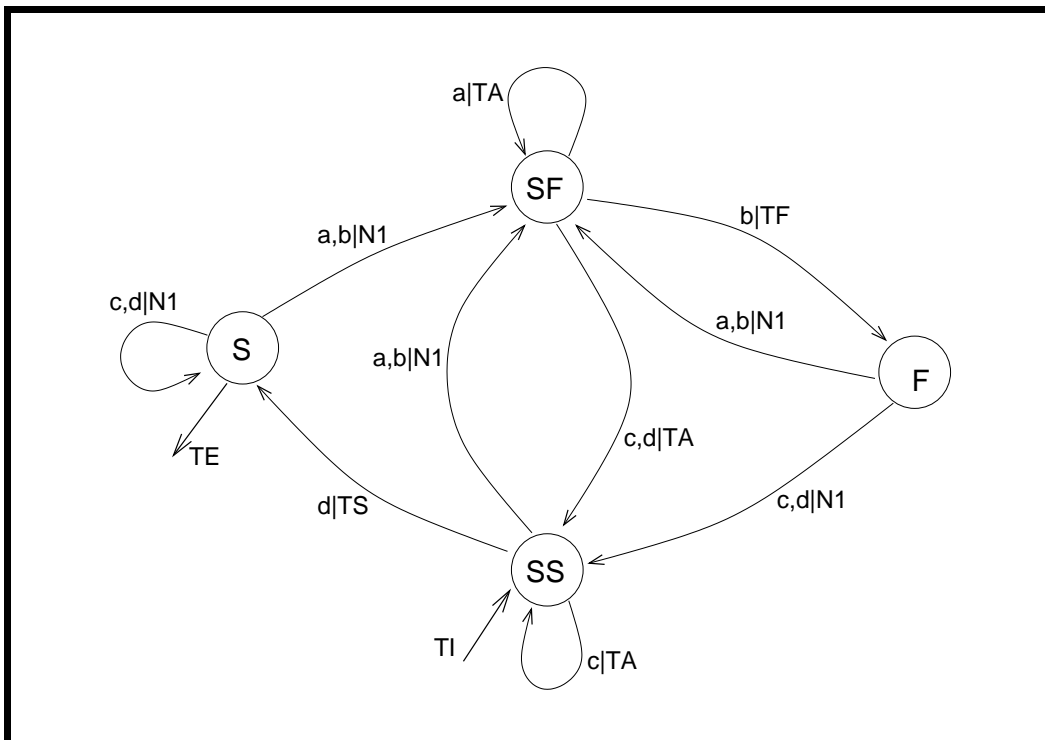 a|TA
SF
b|TF
a,b|N1
c,d|N1
a,b|N1
S
a,b|N1
F
c,d|TA
TE
d|TS
c,d|N1
SS
TI
c|TA